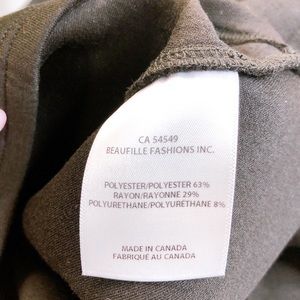 CA 54549
BEAUFILLE FASHIONS INC.
POLYESTER/POLYESTER 63%
RAYON/RAYONNE 29%
POLYURETHANE/POLYURÉTHANE 8%
MADE IN CANADA
FABRIQUÉ AU CANADA